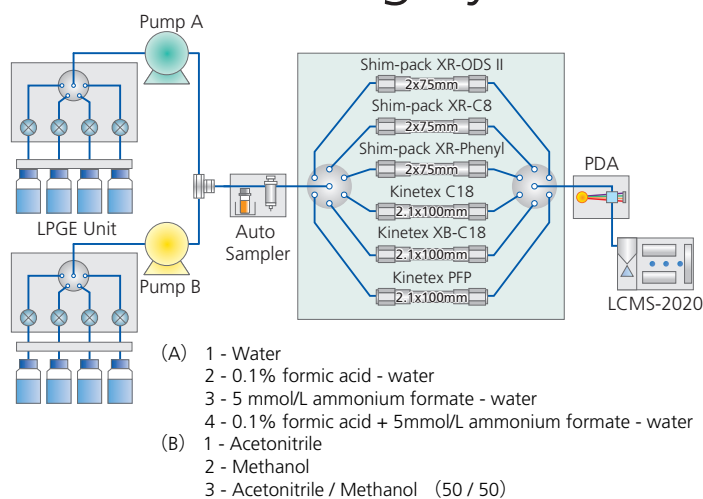 Pump A
LPGE Unit
Pump B
Auto
Sampler
Shim-pack XR-ODS II
2x75mm
Shim-pack XR-C8
2x75mm
Shim-pack XR-Phenyl
2x75mm
Kinetex C18
2.1x100mm
Kinetex XB-C18
2.1x100mm
Kinetex PFP
2.1x100mm
PDA
LCMS-2020
(A) 1 - Water
2 - 0.1% formic acid - water
3 - 5 mmol/L ammonium formate - water
4 - 0.1% formic acid + 5mmol/L ammonium formate - water
(B) 1 - Acetonitrile
2 - Methanol
3 - Acetonitrile / Methanol (50 / 50)